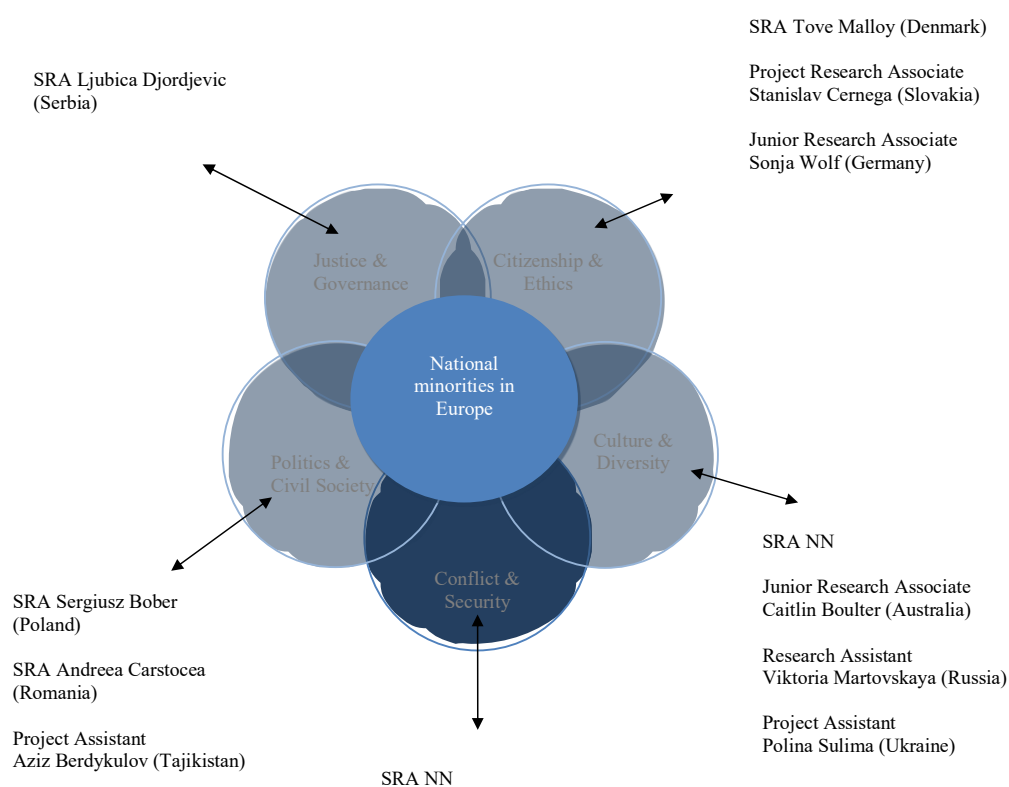 SRA Tove Malloy (Denmark)
Project Research Associate
Stanislav Cernega (Slovakia)
Junior Research Associate
Sonja Wolf (Germany)
SRA Ljubica Djordjevic
(Serbia)
Justice &
Governance
Citizenship &
Ethics
National
minorities in
Europe
Culture &
Diversity
Politics &
Civil Society
Conflict &
Security
SRA NN
Junior Research Associate
Caitlin Boulter (Australia)
Research Assistant
Viktoria Martovskaya (Russia)
Project Assistant
Polina Sulima (Ukraine)
SRA Sergiusz Bober
(Poland)
SRA Andreea Carstocea
(Romania)
Project Assistant
Aziz Berdykulov (Tajikistan)
SRA NN